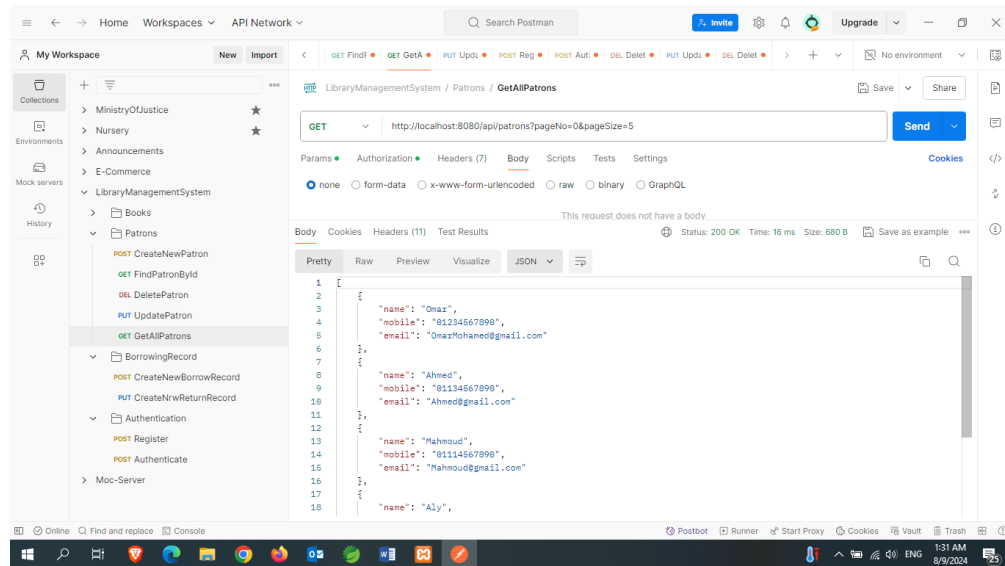 Home Workspaces API Network Search Postman Invite Upgrade
My Workspace New Import GET FindF GET GetA PUT Upda POST Reg POST Aut DEL Delet PUT Upda DEL Delet No environment
Collections
Environments
Mock servers
History
MinistryOfJustice
Nursery
Announcements
E-Commerce
LibraryManagementSystem
Books
Patrons
POST CreateNewPatron
GET FindPatronById
DEL DeletePatron
PUT UpdatePatron
GET GetAllPatrons
BorrowingRecord
POST CreateNewBorrowRecord
PUT CreateNrwReturnRecord
Authentication
POST Register
POST Authenticate
Moc-Server
HTTP LibraryManagementSystem / Patrons / GetAllPatrons Save Share
GET http://localhost:8080/api/patrons?pageNo=0&pageSize=5 Send
Params Authorization Headers (7) Body Scripts Tests Settings Cookies
none form-data x-www-form-urlencoded raw binary GraphQL
This request does not have a body
Body Cookies Headers (11) Test Results Status: 200 OK Time: 16 ms Size: 680 B Save as example
Pretty Raw Preview Visualize JSON
1 [
2 {
3 "name": "Omar",
4 "mobile": "01234567890",
5 "email": "OmarMohamed@gmail.com"
6 },
7 {
8 "name": "Ahmed",
9 "mobile": "01134567890",
10 "email": "Ahmed@gmail.com"
11 },
12 {
13 "name": "Mahmoud",
14 "mobile": "01114567890",
15 "email": "Mahmoud@gmail.com"
16 },
17 {
18 "name": "Aly",
Online Find and replace Console Postbot Runner Start Proxy Cookies Vault Trash
ENG 1:31 AM
8/9/2024 25